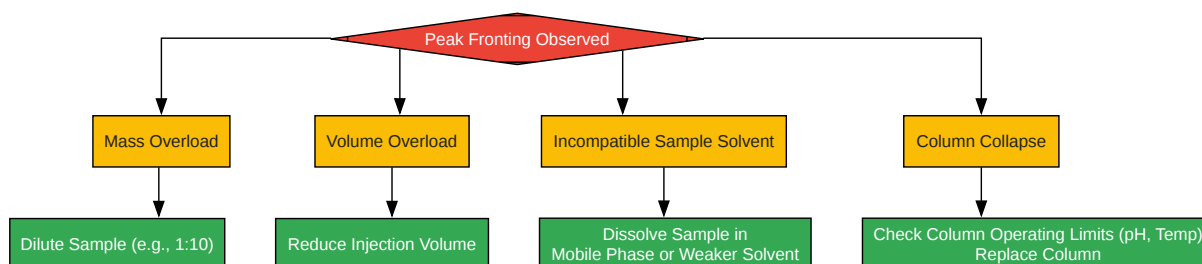 Peak Fronting Observed
Mass Overload
Volume Overload
Incompatible Sample Solvent
Column Collapse
Dilute Sample (e.g., 1:10)
Reduce Injection Volume
Dissolve Sample in
Mobile Phase or Weaker Solvent
Check Column Operating Limits (pH, Temp)
Replace Column